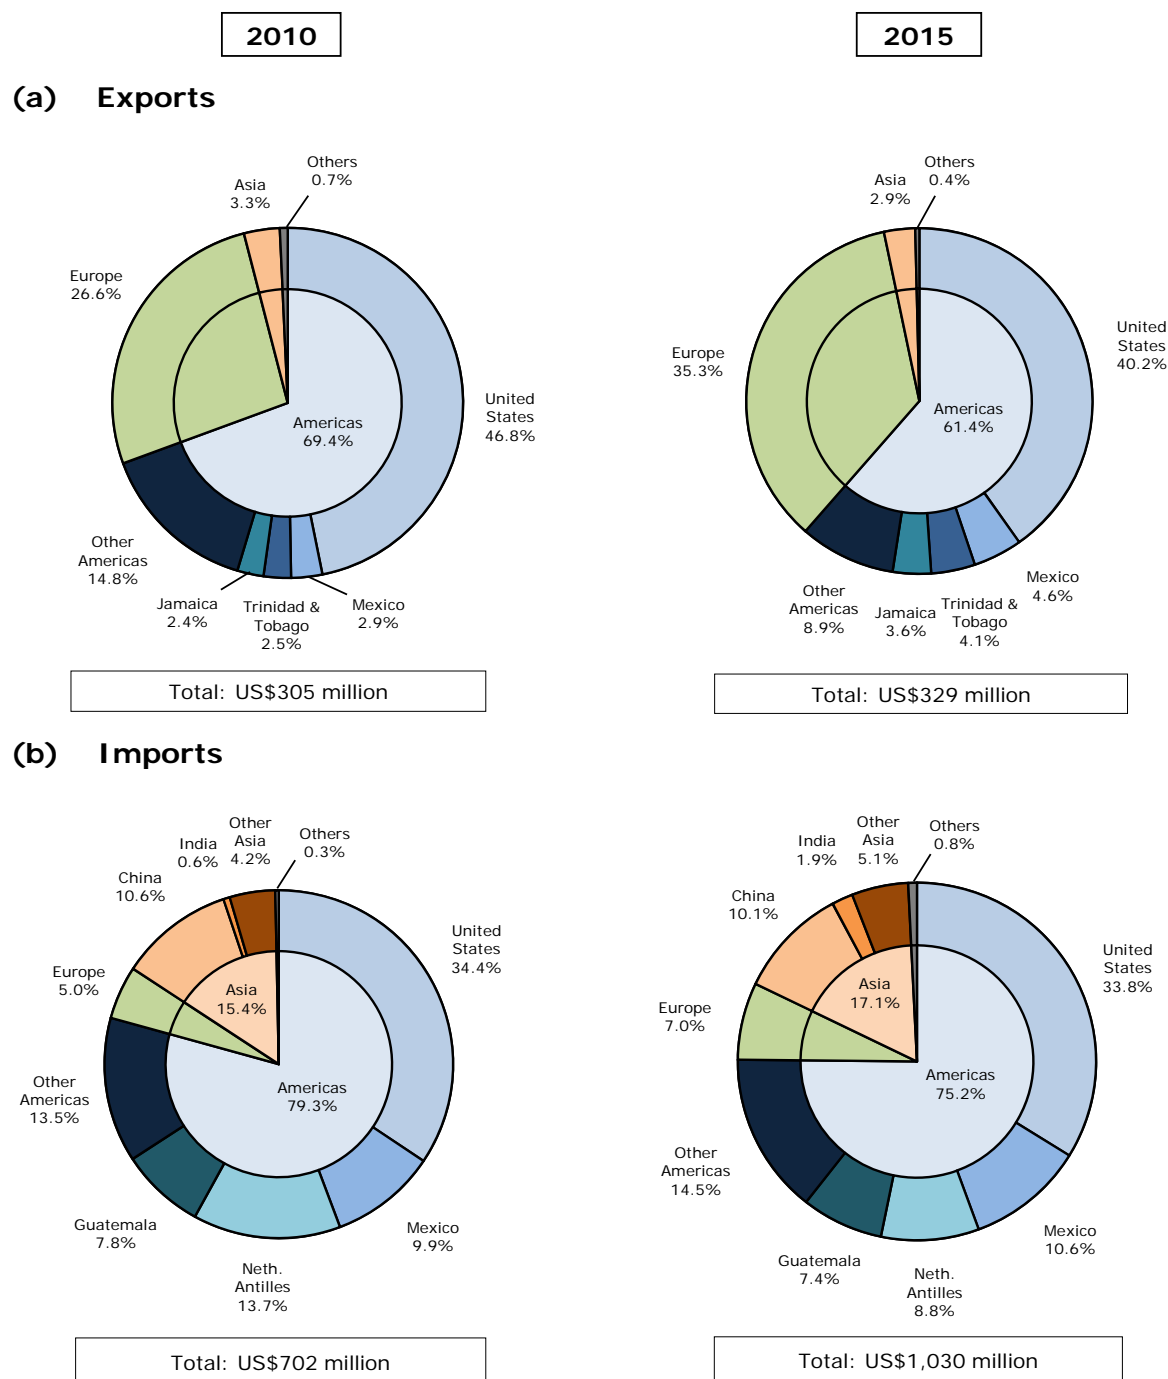 2010
2015
(a) Exports
Others
0.7%
Asia
3.3%
Europe
26.6%
United
States
46.8%
Americas
69.4%
Other
Americas
14.8%
Jamaica
2.4%
Trinidad &
Tobago
2.5%
Mexico
2.9%
Total: US$305 million
Others
0.4%
Asia
2.9%
Europe
35.3%
United
States
40.2%
Americas
61.4%
Other
Americas
8.9%
Jamaica
3.6%
Trinidad &
Tobago
4.1%
Mexico
4.6%
Total: US$329 million
(b) Imports
Other
Asia
4.2%
Others
0.3%
India
0.6%
China
10.6%
Europe
5.0%
United
States
34.4%
Asia
15.4%
Americas
79.3%
Other
Americas
13.5%
Guatemala
7.8%
Neth.
Antilles
13.7%
Mexico
9.9%
Total: US$702 million
Other
Asia
5.1%
Others
0.8%
India
1.9%
China
10.1%
Europe
7.0%
United
States
33.8%
Asia
17.1%
Americas
75.2%
Other
Americas
14.5%
Guatemala
7.4%
Neth.
Antilles
8.8%
Mexico
10.6%
Total: US$1,030 million